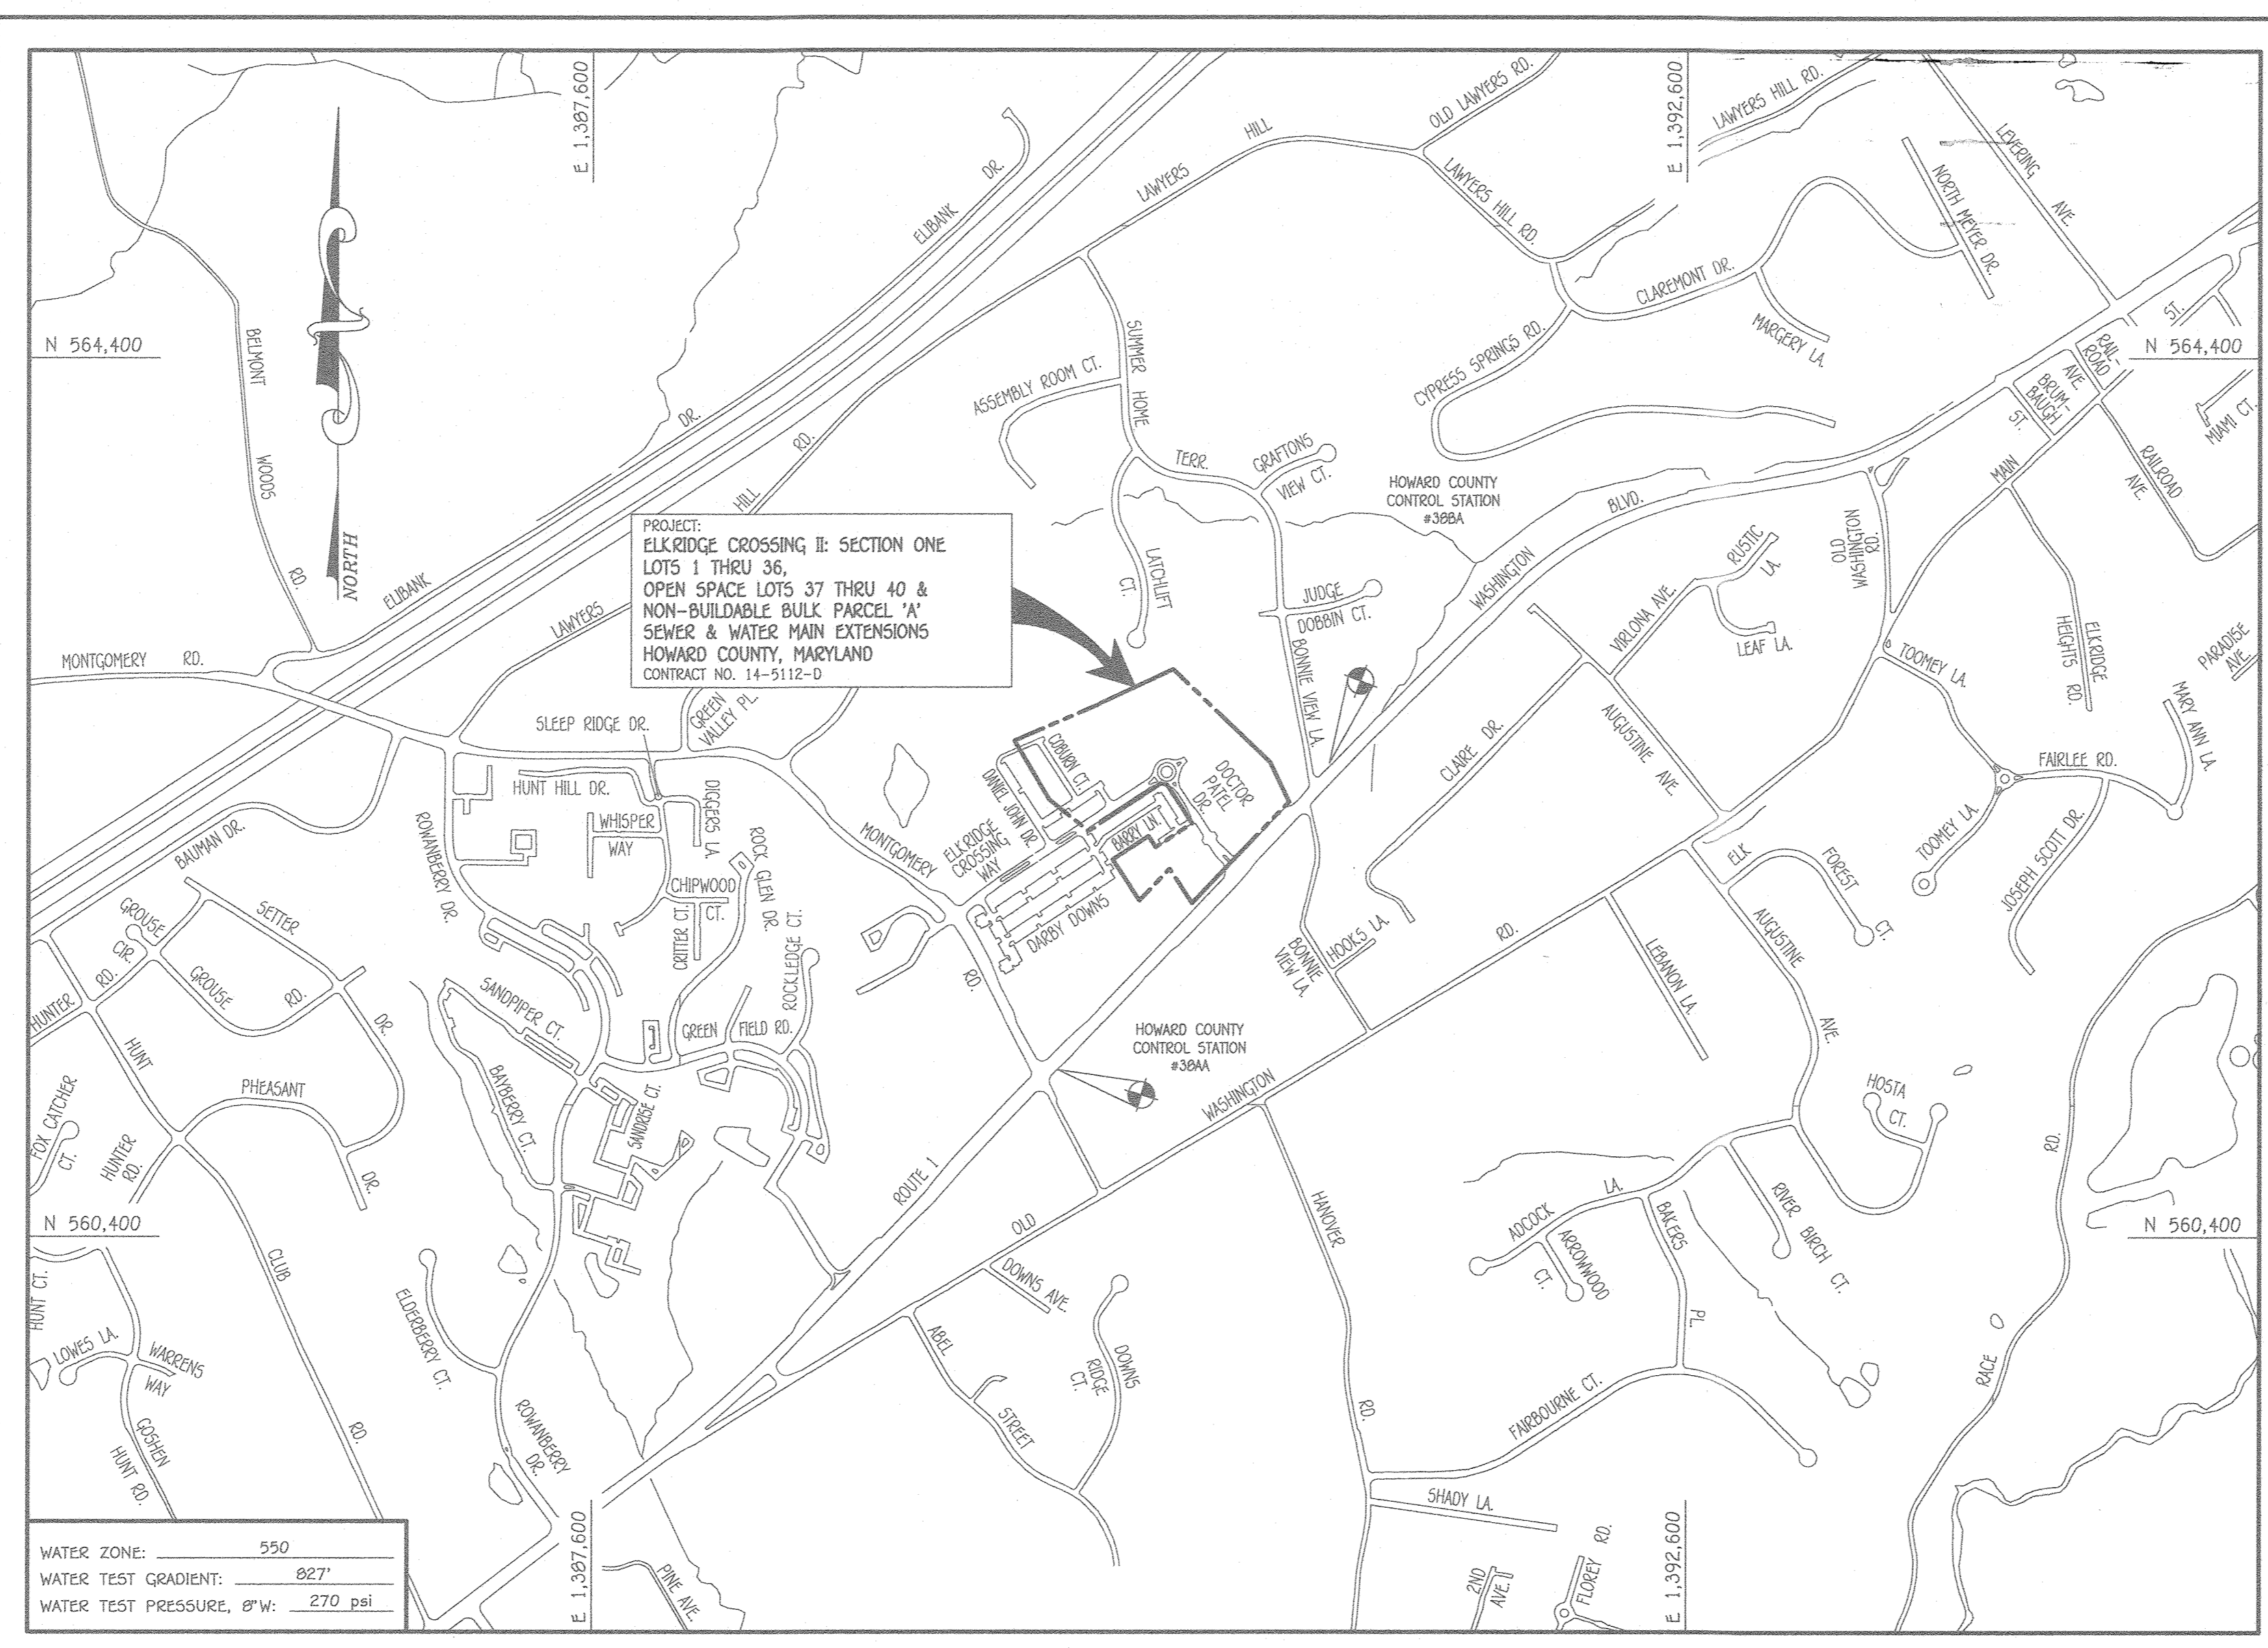 E 1,387,600
E 1,392,600
OLD LAWYERS RD.
LAWYERS HILL RD.
LEVERING AVE.
LAWYERS HILL
ELIBANK DR.
LAWYERS HILL RD.
NORTH MEYER DR.
CLAREMONT DR.
MARGERY LA.
N 564,400
BELMONT WOODS RD.
NORTH
SUMMER HOME TERR.
ASSEMBLY ROOM CT.
CYPRESS SPRINGS RD.
RAIL-
ROAD
AVE.
ST.
N 564,400
BRUM-
BAUGH
ST.
MIAMI CT.
DR.
HILL RD.
GRAFTONS
VIEW CT.
HOWARD COUNTY
CONTROL STATION
#38BA
BLVD.
MAIN
RAILROAD
AVE.
OLD
WASHINGTON
RD.
PROJECT:
ELKRIDGE CROSSING II: SECTION ONE
LOTS 1 THRU 36,
OPEN SPACE LOTS 37 THRU 40 &
NON-BUILDABLE BULK PARCEL 'A'
SEWER & WATER MAIN EXTENSIONS
HOWARD COUNTY, MARYLAND
CONTRACT NO. 14-5112-D
LATCHLIFT
CT.
JUDGE
DOBBIN CT.
WASHINGTON
RUSTIC
LA.
VIRLONA AVE.
LEAF LA.
ELKRIDGE
HEIGHTS RD.
PARADISE
AVE.
ELIBANK
LAWYERS
MONTGOMERY RD.
BONNIE VIEW LA.
TOOMEY LA.
MARY ANN LA.
GREEN
VALLEY PL.
SLEEP RIDGE DR.
AUGUSTINE AVE.
CLAIRE DR.
FAIRLEE RD.
HUNT HILL DR.
DIGGERS LA.
COBURN CT.
DANIEL JOHN DR.
DOCTOR
PATEL
DR.
BAUMAN DR.
ROWANBERRY DR.
WHISPER
WAY
ROCK GLEN DR.
MONTGOMERY
RD.
ELKRIDGE
CROSSING
WAY
BARRY LN.
TOOMEY LA.
JOSEPH SCOTT DR.
ELK
FOREST
CT.
CHIPWOOD
CT.
CRITTER CT.
ROCKLEDGE CT.
DARBY DOWNS
GROUSE
CIR.
SETTER
DR.
GROUSE
RD.
RD.
HUNTER
BONNIE
VIEW LA.
HOOKS LA.
RD.
LEBANON LA.
AUGUSTINE
AVE.
SANDPIPER CT.
GREEN FIELD RD.
HUNT
HOWARD COUNTY
CONTROL STATION
#38AA
WASHINGTON
PHEASANT
DR.
BAYBERRY CT.
SANDRISE CT.
FOX CATCHER
CT.
HUNTER
RD.
HOSTA
CT.
RD.
N 560,400
ROUTE 1
OLD
HANOVER
ADCOCK
LA.
BAKERS
PL.
ARROWWOOD
CT.
RIVER BIRCH CT.
N 560,400
HUNT CT.
CLUB
RD.
ELDERBERRY CT.
DOWNS AVE.
ABEL
STREET
DOWNS
RIDGE
CT.
LOWES LA.
WARRENS
WAY
GOSHEN
HUNT RD.
ROWANBERRY
DR.
RD.
FAIRBOURNE CT.
RACE
SHADY LA.
2ND
AVE.
FLOREY RD.
PINE AVE.
E 1,387,600
E 1,392,600
WATER ZONE: 550
WATER TEST GRADIENT: 827'
WATER TEST PRESSURE, 8"W: 270 psi